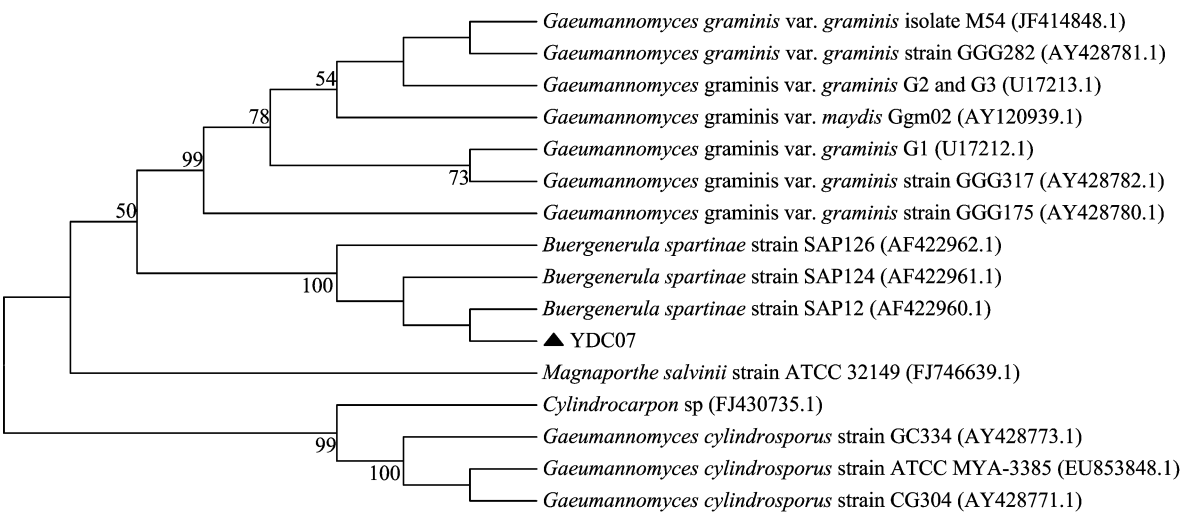 Gaeumannomyces graminis var. graminis isolate M54 (JF414848.1)
Gaeumannomyces graminis var. graminis strain GGG282 (AY428781.1)
54
Gaeumannomyces graminis var. graminis G2 and G3 (U17213.1)
78
Gaeumannomyces graminis var. maydis Ggm02 (AY120939.1)
Gaeumannomyces graminis var. graminis G1 (U17212.1)
99
73
Gaeumannomyces graminis var. graminis strain GGG317 (AY428782.1)
50
Gaeumannomyces graminis var. graminis strain GGG175 (AY428780.1)
Buergenerula spartinae strain SAP126 (AF422962.1)
100
Buergenerula spartinae strain SAP124 (AF422961.1)
Buergenerula spartinae strain SAP12 (AF422960.1)
YDC07
Magnaporthe salvinii strain ATCC 32149 (FJ746639.1)
Cylindrocarpon sp (FJ430735.1)
99
Gaeumannomyces cylindrosporus strain GC334 (AY428773.1)
100
Gaeumannomyces cylindrosporus strain ATCC MYA-3385 (EU853848.1)
Gaeumannomyces cylindrosporus strain CG304 (AY428771.1)